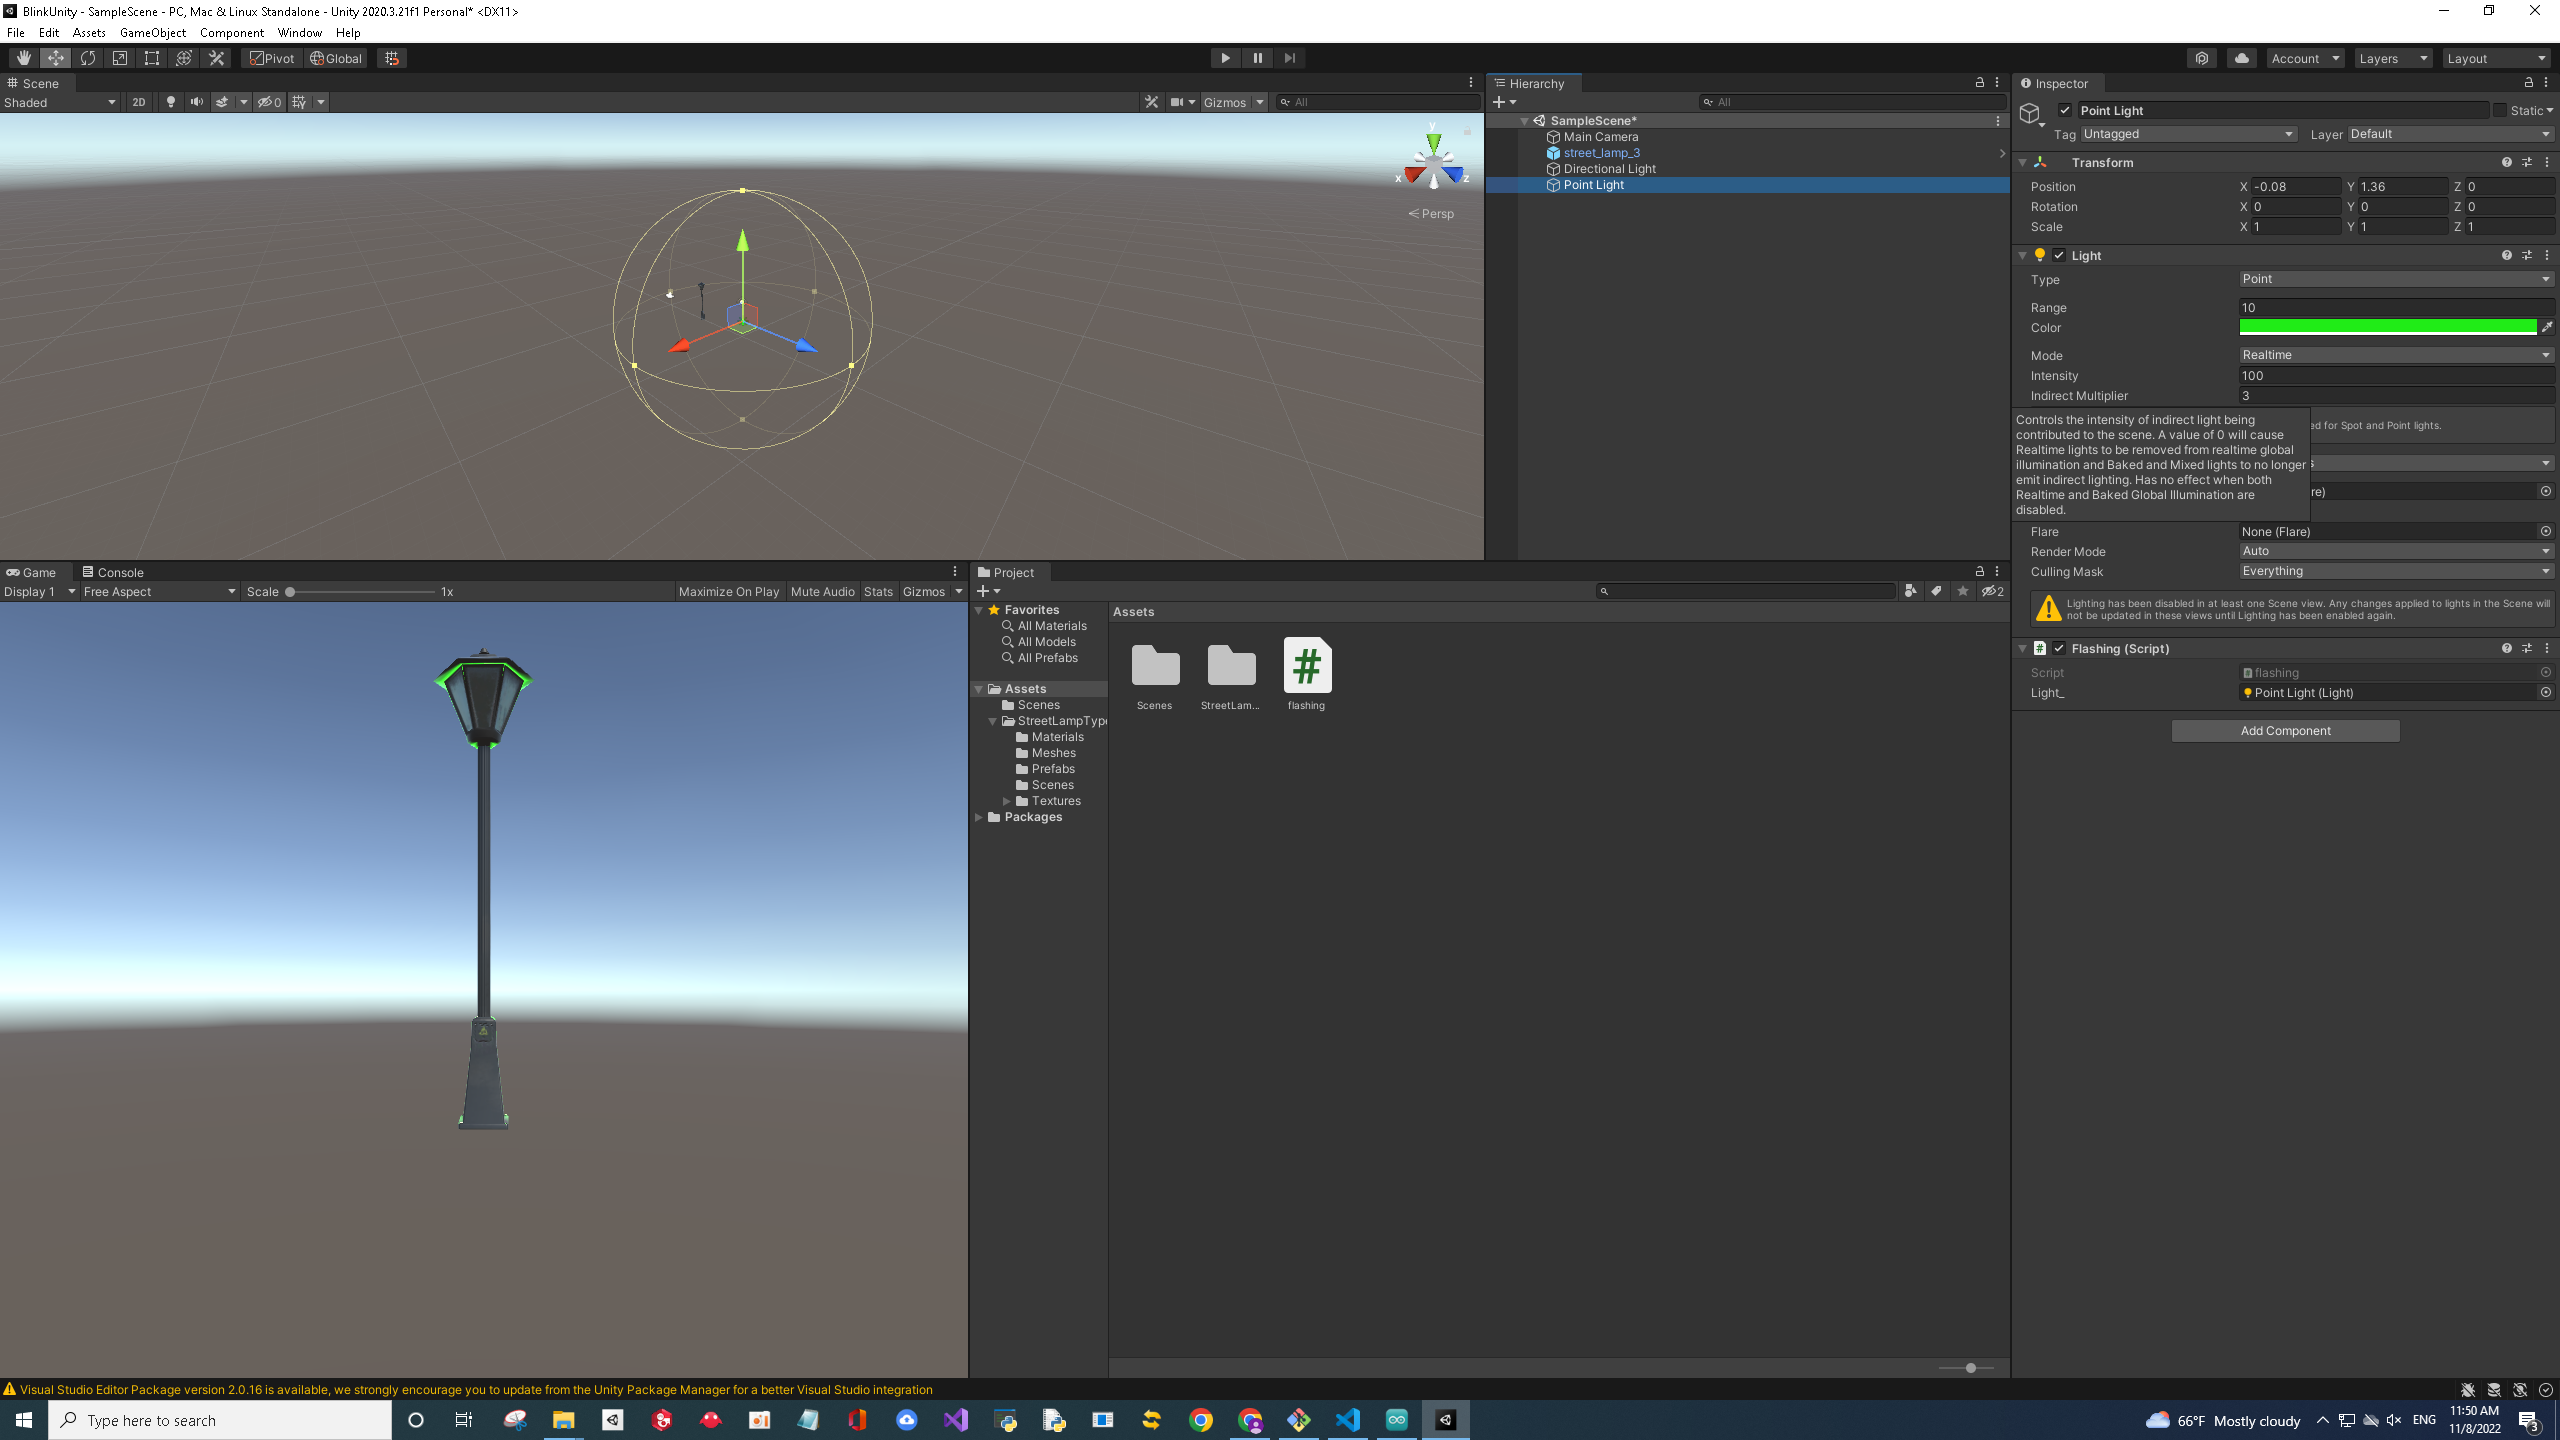 BlinkUnity - SampleScene - PC, Mac & Linux Standalone - Unity 2020.3.21f1 Personal* <DX11>
File Edit Assets GameObject Component Window Help
Pivot Global
Account Layers Layout
Scene
Shaded 2D 0 Gizmos All
y
x z
Persp
Hierarchy
All
SampleScene*
Main Camera
street_lamp_3
Directional Light
Point Light
Inspector
Point Light Static
Tag Untagged Layer Default
Transform
Position X -0.08 Y 1.36 Z 0
Rotation X 0 Y 0 Z 0
Scale X 1 Y 1 Z 1
Light
Type Point
Range 10
Color
Mode Realtime
Intensity 100
Indirect Multiplier 3
Controls the intensity of indirect light being
contributed to the scene. A value of 0 will cause
Realtime lights to be removed from realtime global
illumination and Baked and Mixed lights to no longer
emit indirect lighting. Has no effect when both
Realtime and Baked Global Illumination are
disabled.
ed for Spot and Point lights.
s
re)
Flare None (Flare)
Render Mode Auto
Culling Mask Everything
Lighting has been disabled in at least one Scene view. Any changes applied to lights in the Scene will
not be updated in these views until Lighting has been enabled again.
Flashing (Script)
Script flashing
Light_ Point Light (Light)
Add Component
Game Console
Display 1 Free Aspect Scale 1x Maximize On Play Mute Audio Stats Gizmos
Project
2
Favorites
All Materials
All Models
All Prefabs
Assets
Scenes
StreetLampType
Materials
Meshes
Prefabs
Scenes
Textures
Packages
Assets
Scenes StreetLam... flashing
Visual Studio Editor Package version 2.0.16 is available, we strongly encourage you to update from the Unity Package Manager for a better Visual Studio integration
Type here to search
66°F Mostly cloudy ENG
11:50 AM
11/8/2022
3